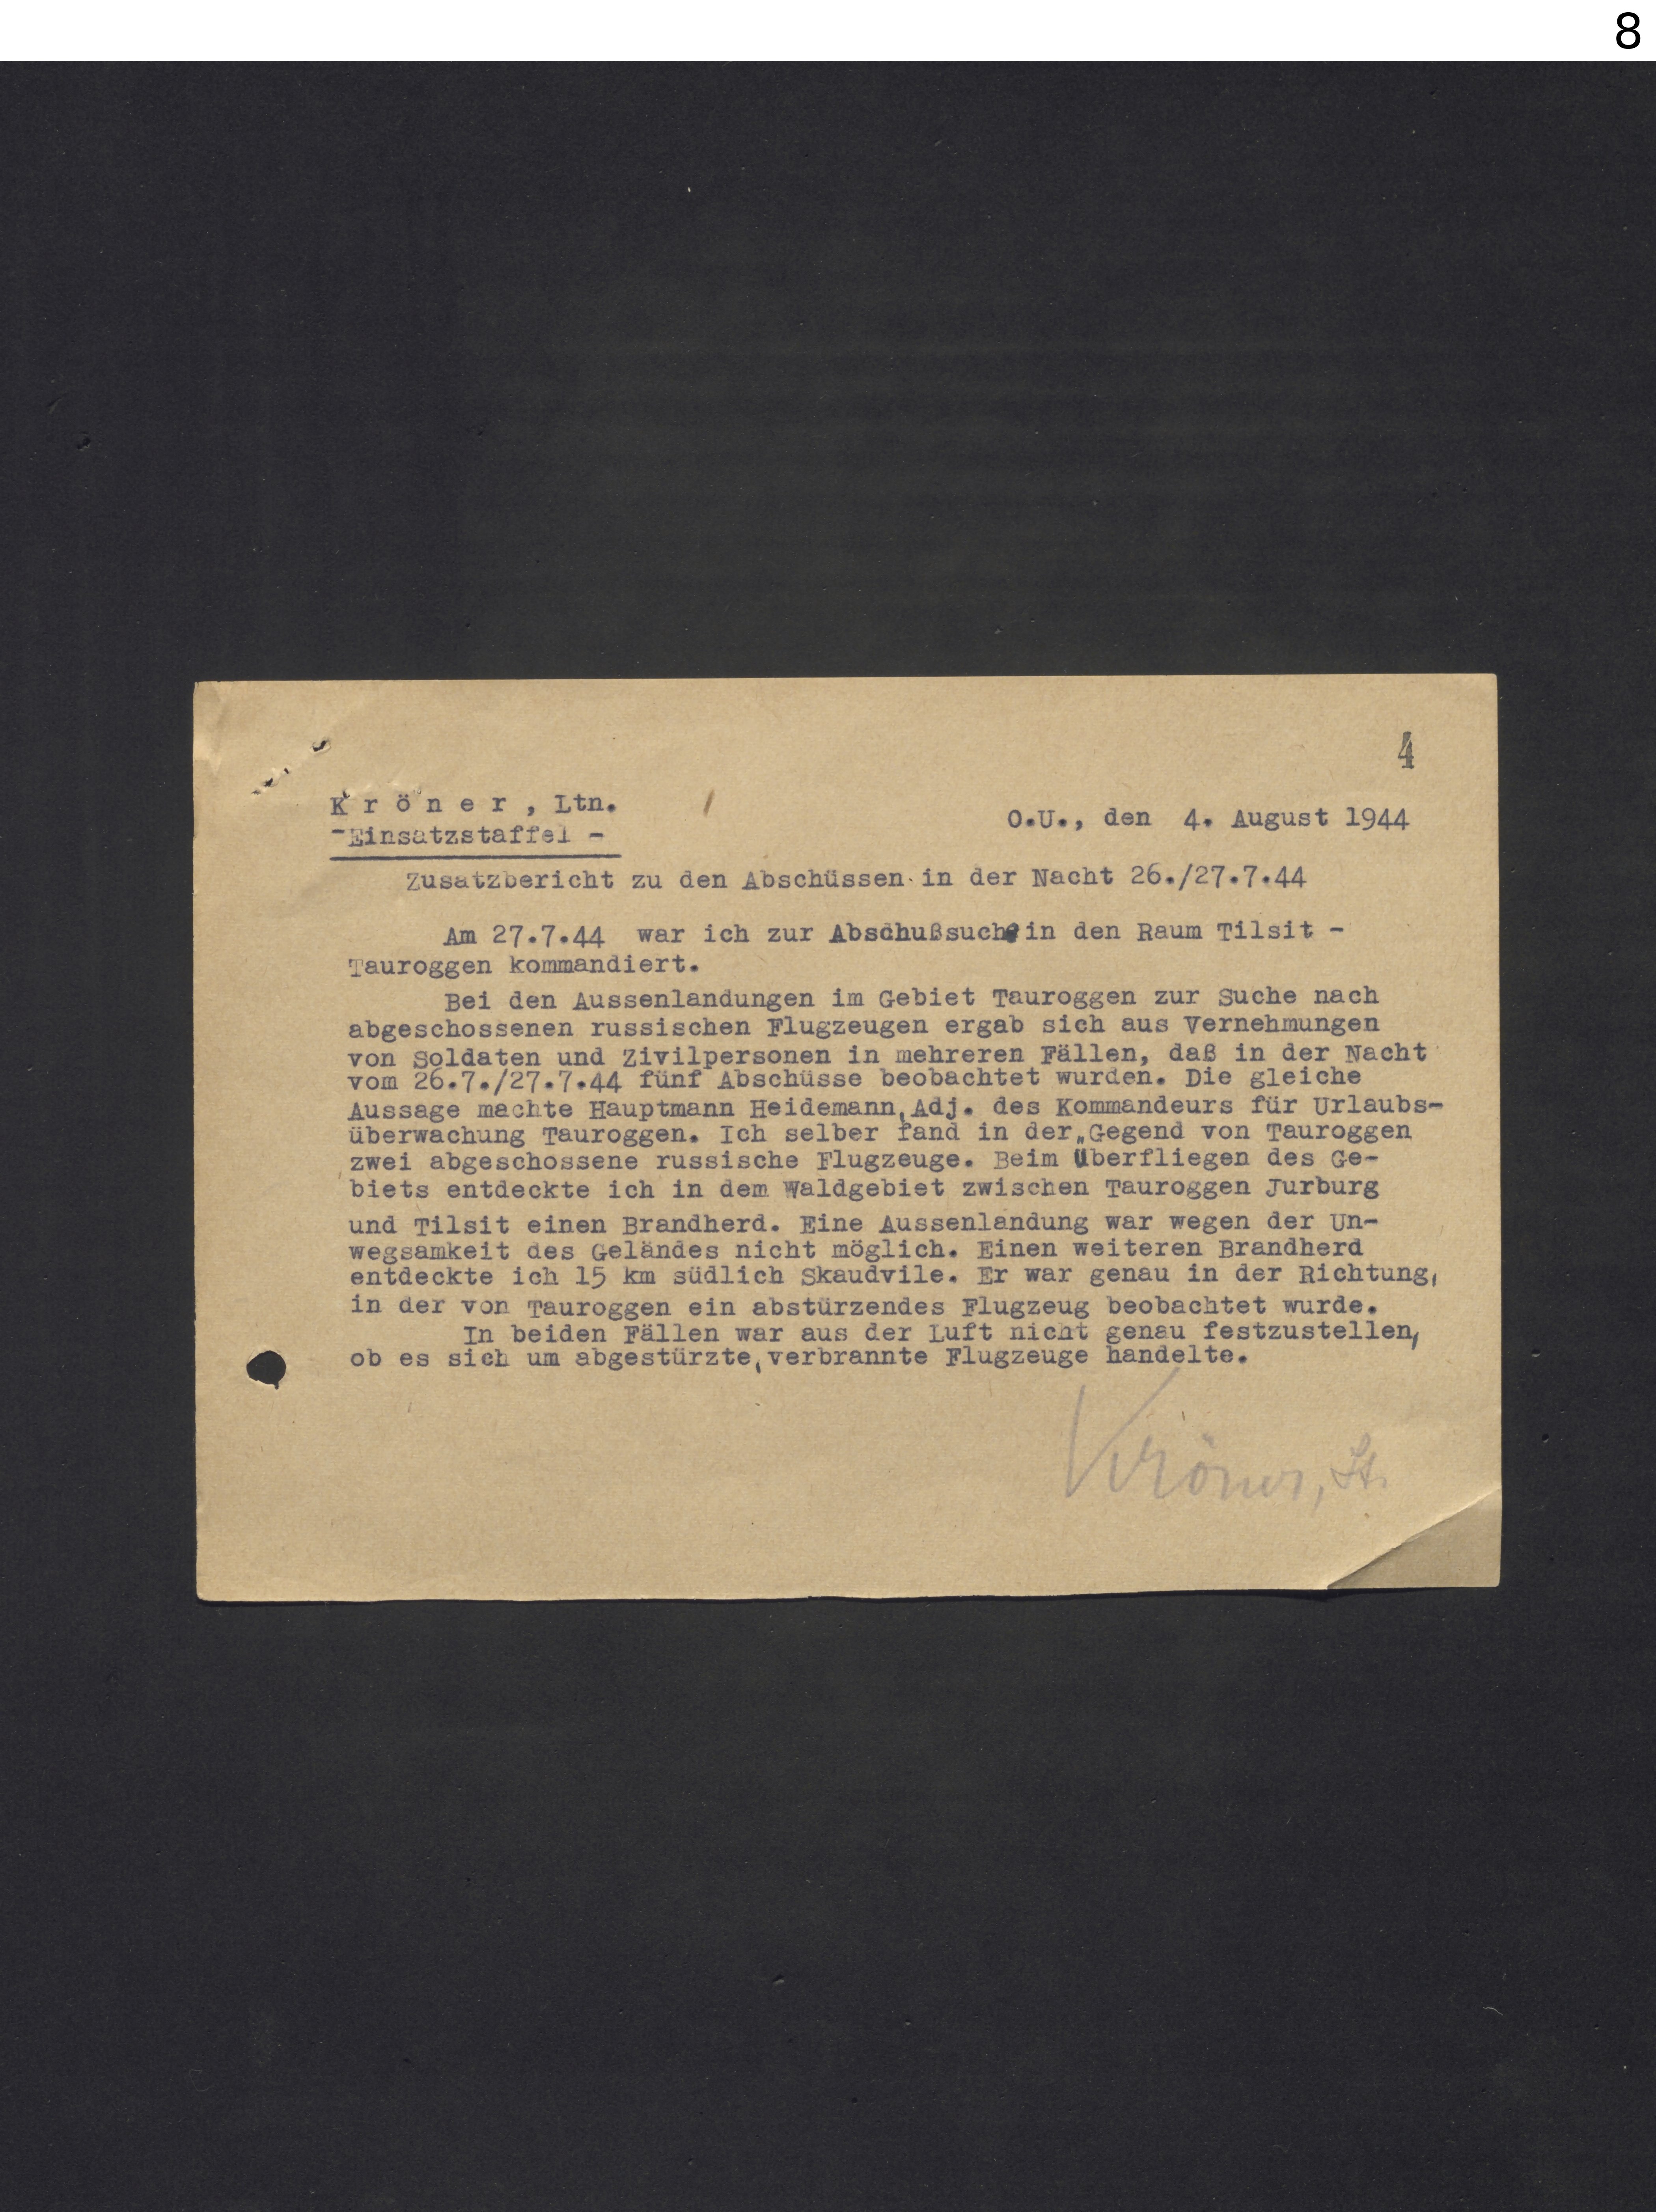 8
4
K r ö n e r , Ltn.
O.U., den 4. August 1944
-Einsatzstaffel -
Zusatzbericht zu den Abschüssen in der Nacht 26./27.7.44
Am 27.7.44 war ich zur Abschußsuche in den Raum Tilsit -
Tauroggen kommandiert.
Bei den Aussenlandungen im Gebiet Tauroggen zur Suche nach
abgeschossenen russischen Flugzeugen ergab sich aus Vernehmungen
von Soldaten und Zivilpersonen in mehreren Fällen, daß in der Nacht
vom 26.7./27.7.44 fünf Abschüsse beobachtet wurden. Die gleiche
Aussage machte Hauptmann Heidemann, Adj. des Kommandeurs für Urlaubs-
überwachung Tauroggen. Ich selber fand in der „Gegend von Tauroggen
zwei abgeschossene russische Flugzeuge. Beim Überfliegen des Ge-
biets entdeckte ich in dem Waldgebiet zwischen Tauroggen Jurburg
und Tilsit einen Brandherd. Eine Aussenlandung war wegen der Un-
wegsamkeit des Geländes nicht möglich. Einen weiteren Brandherd
entdeckte ich 15 km südlich Skaudvile. Er war genau in der Richtung,
in der von Tauroggen ein abstürzendes Flugzeug beobachtet wurde.
In beiden Fällen war aus der Luft nicht genau festzustellen,
ob es sich um abgestürzte, verbrannte Flugzeuge handelte.
Kröner, Lt.